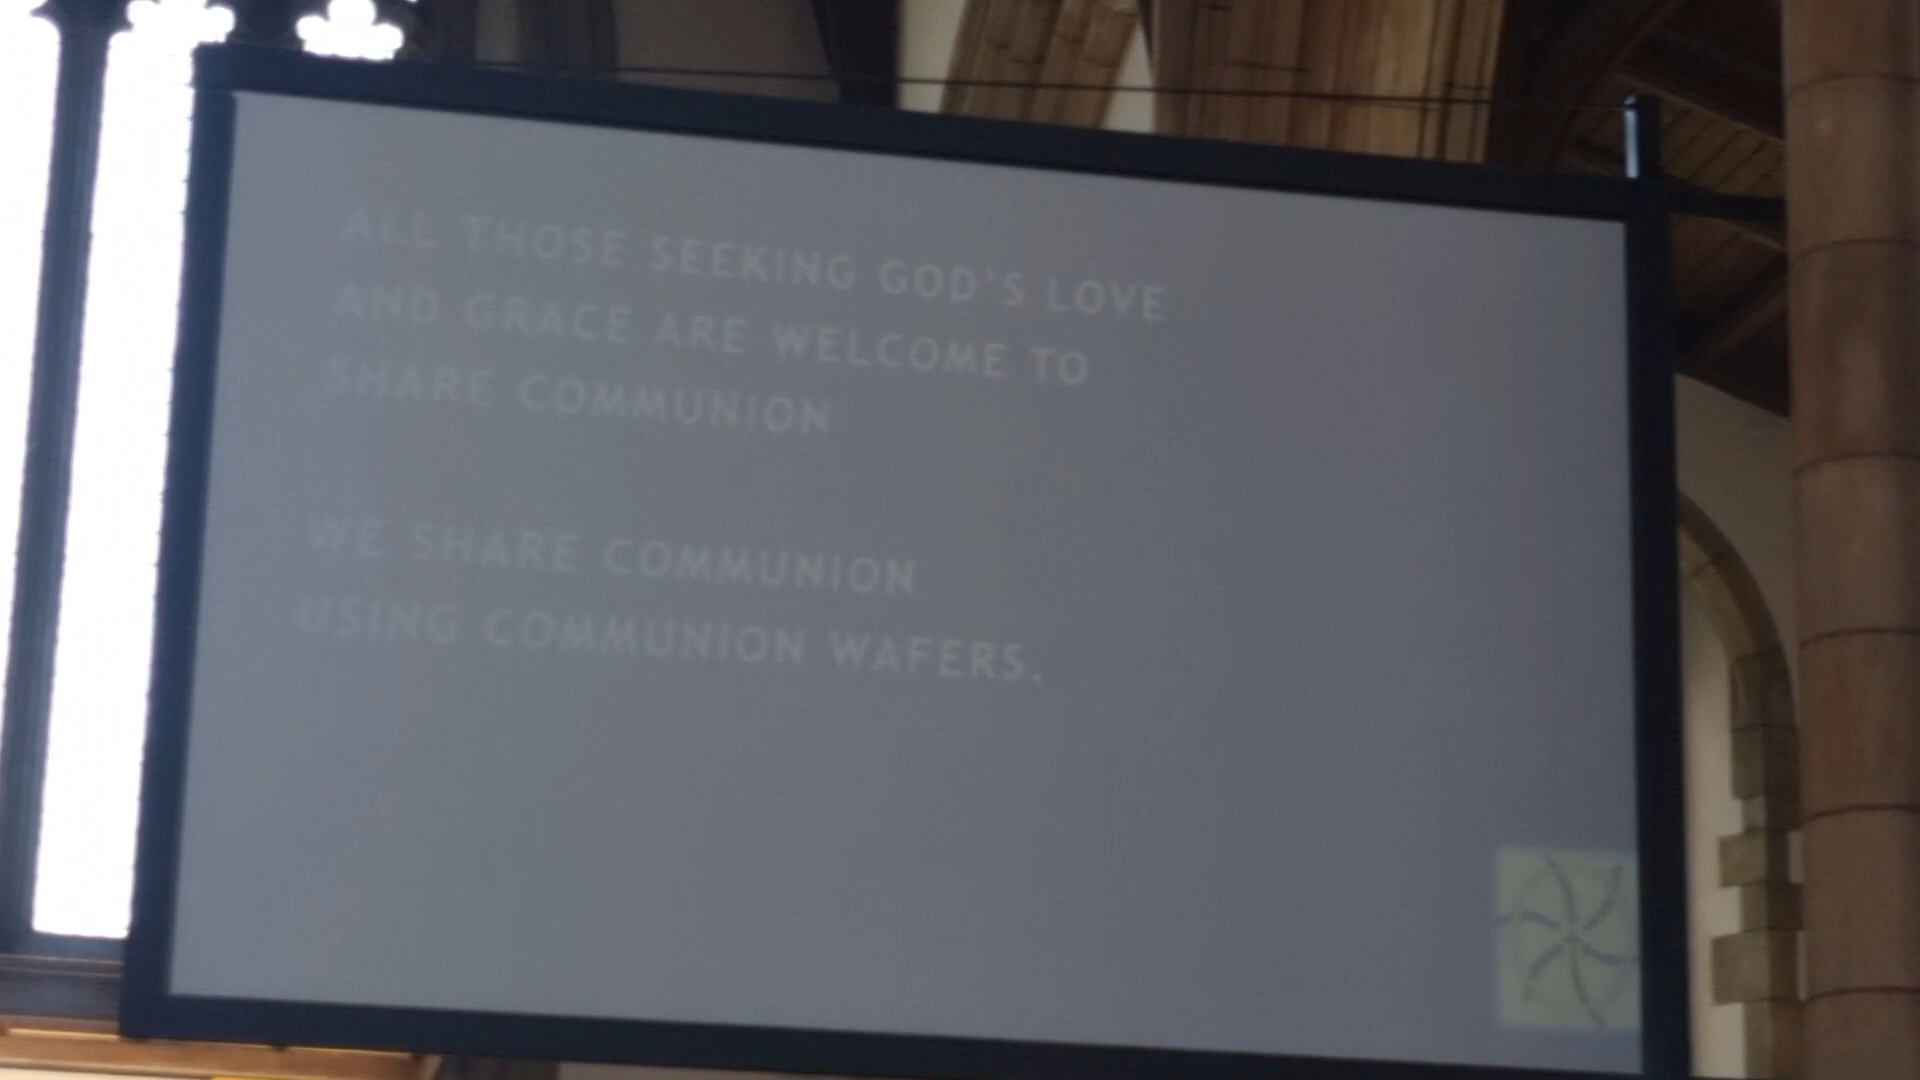 ALL THOSE SEEKING GOD'S LOVE
AND GRACE ARE WELCOME TO
SHARE COMMUNION
WE SHARE COMMUNION
USING COMMUNION WAFERS.